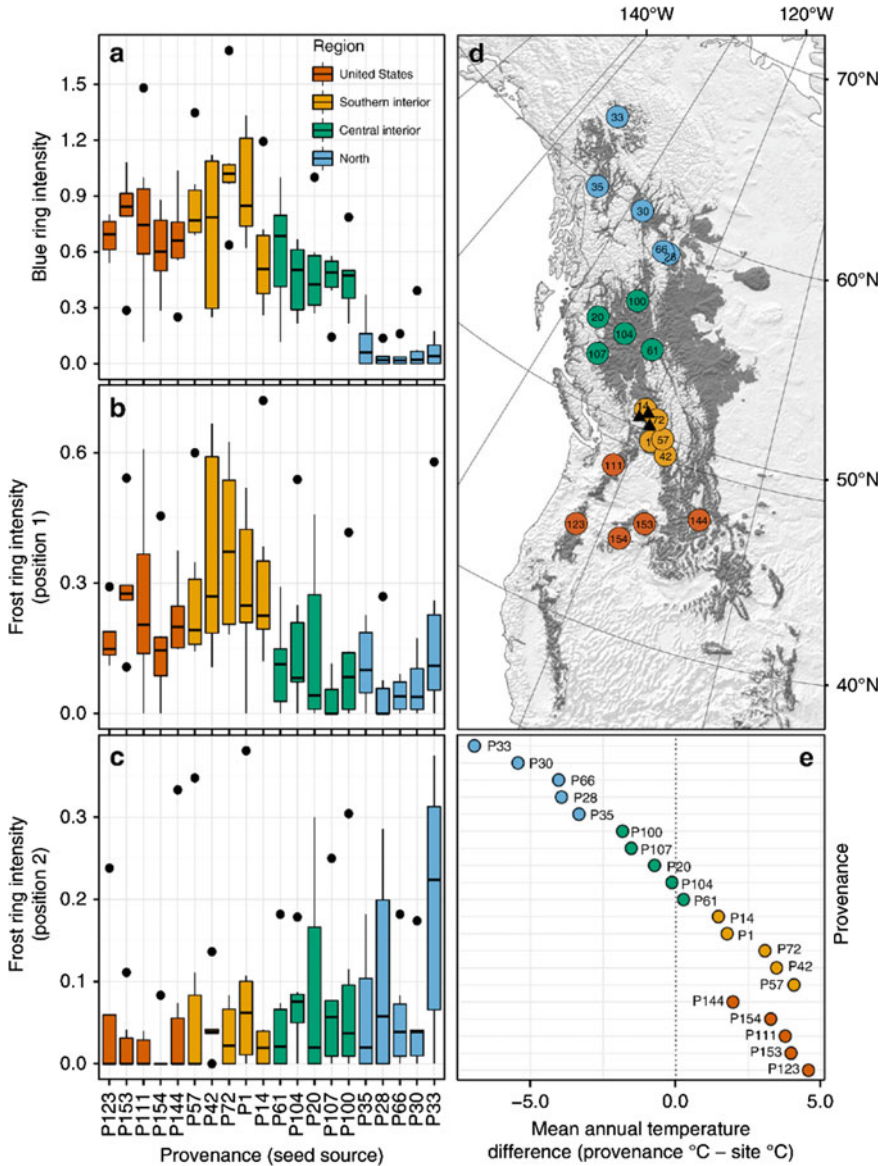 a
Region
United States
Southern interior
Central interior
North
Blue ring intensity
1.5
1.2
0.9
0.6
0.3
0.0
b
Frost ring intensity
(position 1)
0.6
0.3
0.0
c
Frost ring intensity
(position 2)
0.3
0.2
0.1
0.0
P123
P153
P111
P154
P144
P57
P42
P72
P1
P14
P61
P104
P20
P107
P100
P35
P28
P66
P30
P33
Provenance (seed source)
d
140°W
120°W
70°N
60°N
50°N
40°N
33
35
30
66
28
100
20
104
107
61
14
72
1
57
42
111
123
153
144
154
e
P33
P30
P66
P28
P35
P100
P107
P20
P104
P61
P14
P1
P72
P42
P57
P144
P154
P111
P153
P123
Provenance
−5.0
0.0
5.0
Mean annual temperature
difference (provenance °C – site °C)